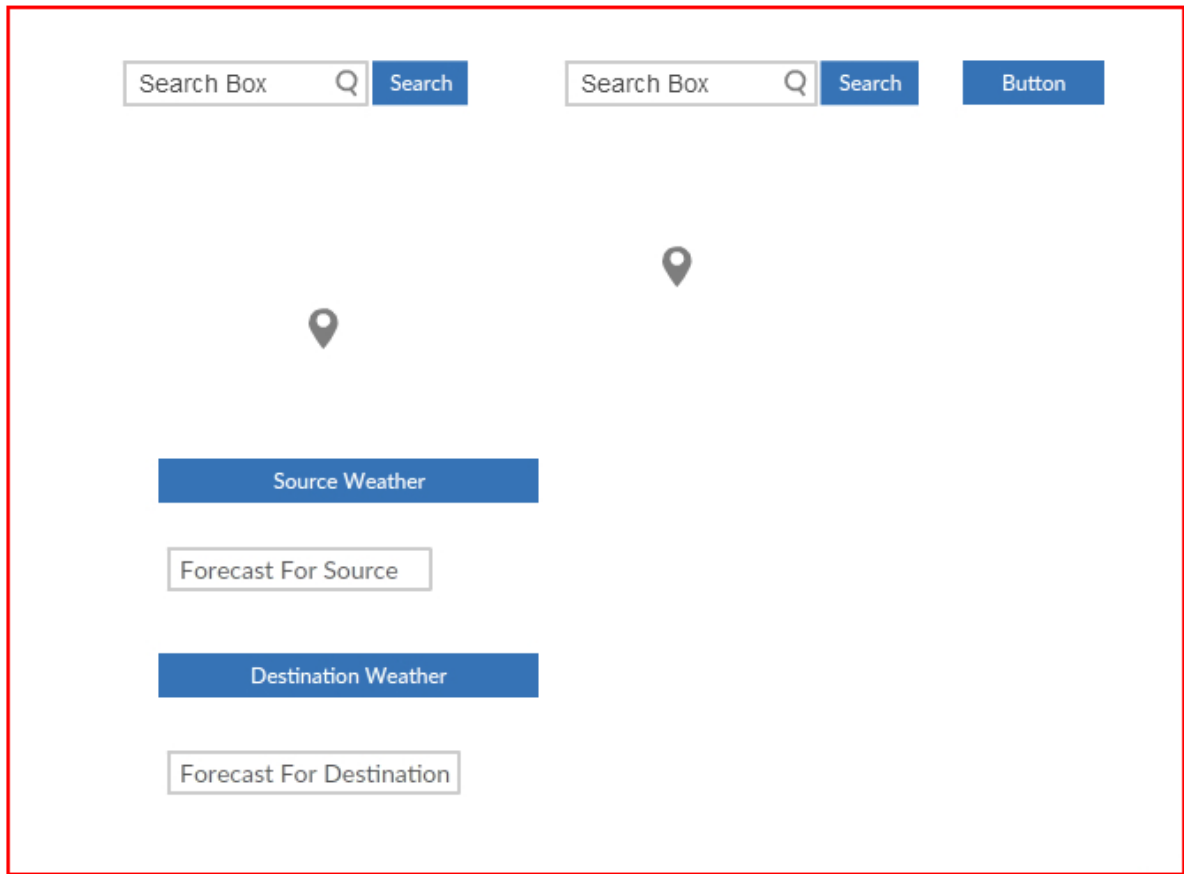 Search Box Search Search Box Search Button
Source Weather
Forecast For Source
Destination Weather
Forecast For Destination